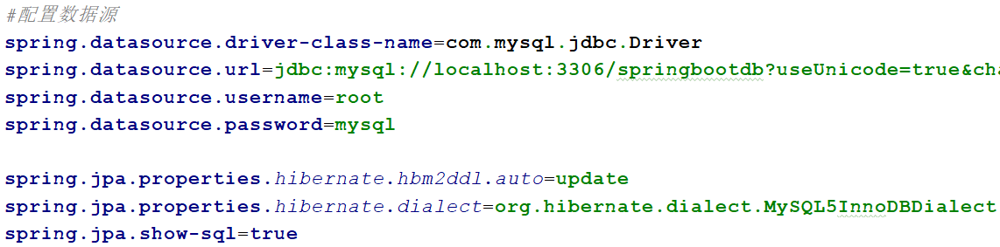 #配置数据源
spring.datasource.driver-class-name=com.mysql.jdbc.Driver
spring.datasource.url=jdbc:mysql://localhost:3306/springbootdb?useUnicode=true&cha
spring.datasource.username=root
spring.datasource.password=mysql
spring.jpa.properties.hibernate.hbm2ddl.auto=update
spring.jpa.properties.hibernate.dialect=org.hibernate.dialect.MySQL5InnoDBDialect
spring.jpa.show-sql=true